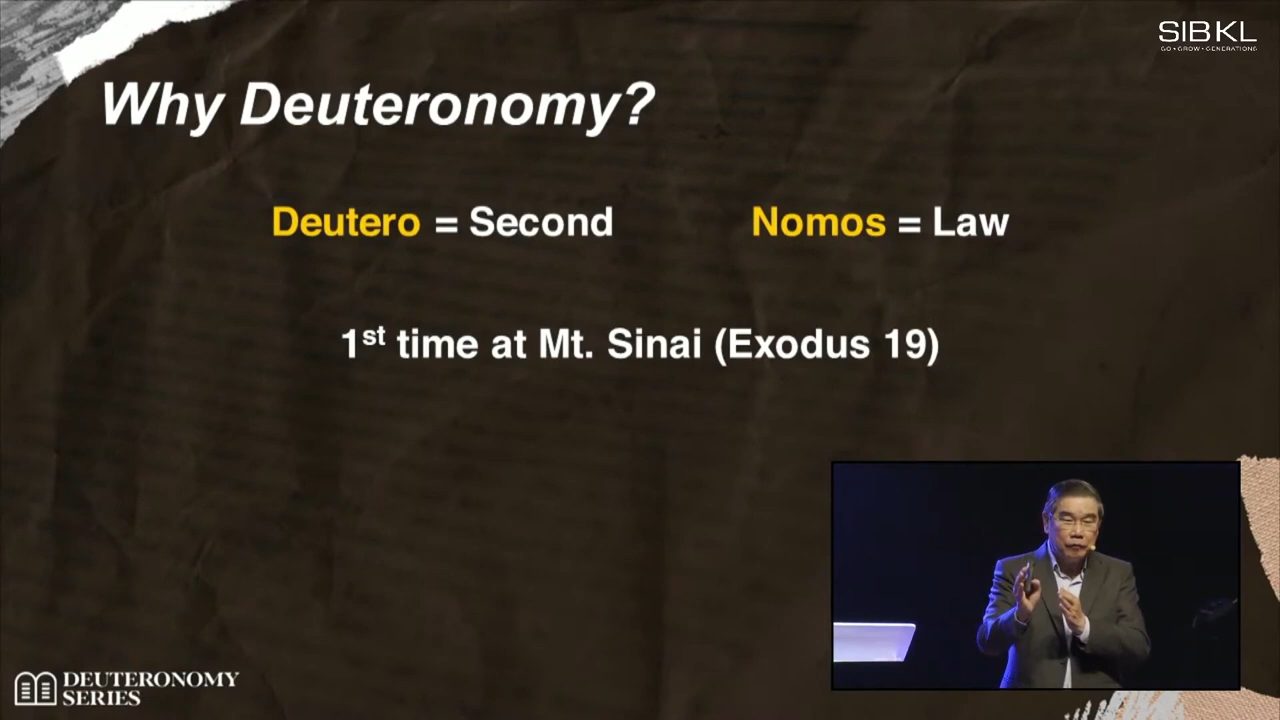 SIBKL
GO • GROW • GENERATIONS
Why Deuteronomy?
Deutero = Second
Nomos = Law
1st time at Mt. Sinai (Exodus 19)
DEUTERONOMY
SERIES